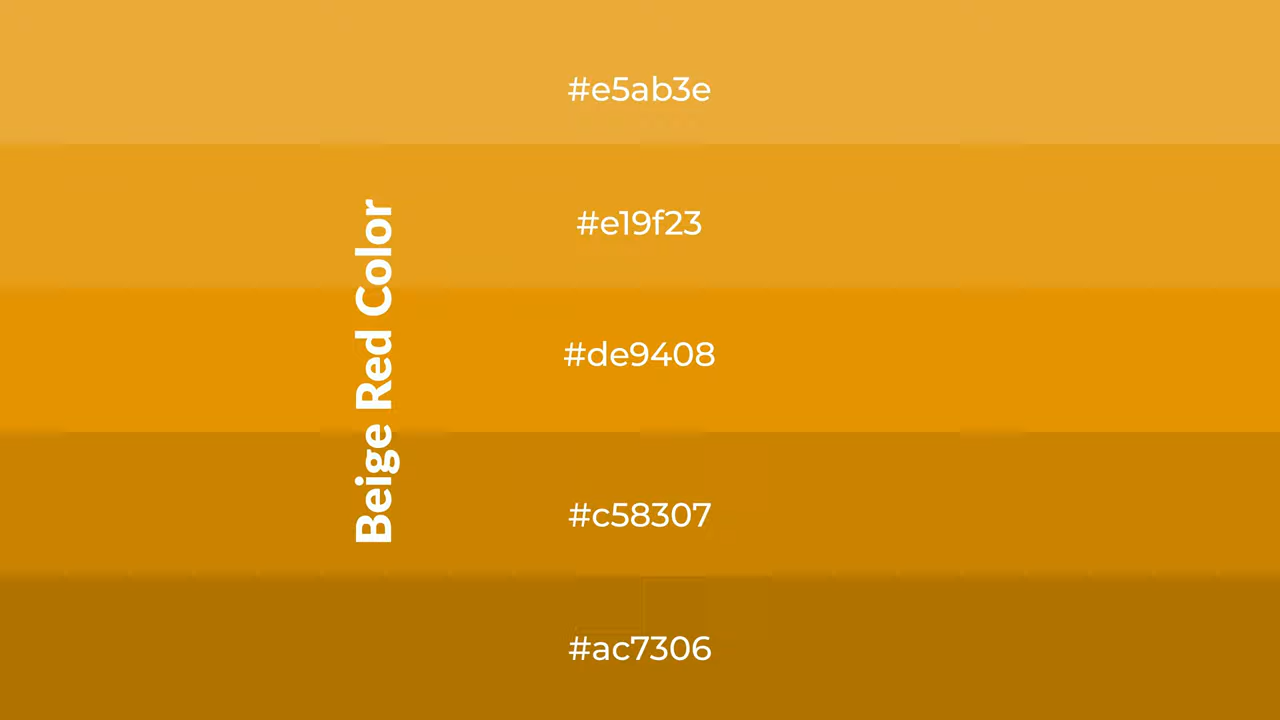 Beige Red Color
#e5ab3e
#e19f23
#de9408
#c58307
#ac7306